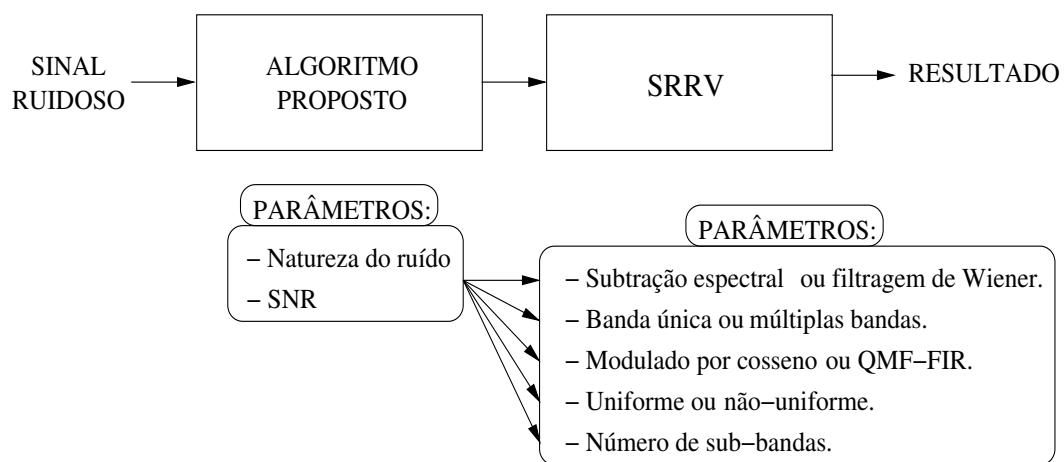 SINAL
RUIDOSO
ALGORITMO
PROPOSTO
SRRV
RESULTADO
PARÂMETROS:
– Natureza do ruído
– SNR
PARÂMETROS:
– Subtração espectral ou filtragem de Wiener.
– Banda única ou múltiplas bandas.
– Modulado por cosseno ou QMF–FIR.
– Uniforme ou não–uniforme.
– Número de sub–bandas.